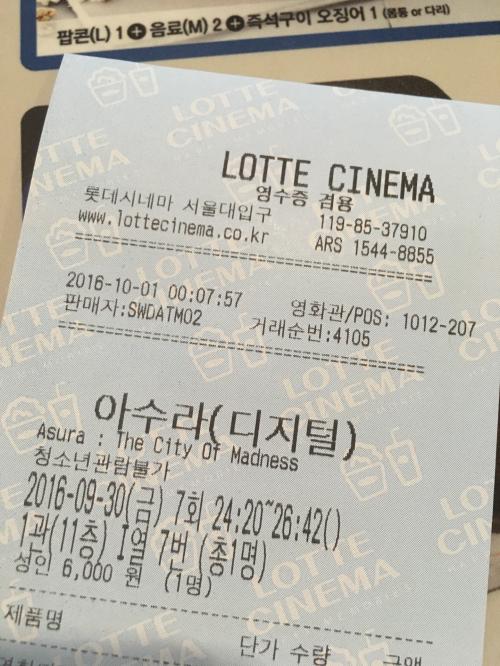 팝콘(L) 1 + 음료(M) 2 + 즉석구이 오징어 1 (몸통 or 다리)
LOTTE CINEMA
영수증 겸용
롯데시네마 서울대입구 119-85-37910
www.lottecinema.co.kr ARS 1544-8855
2016-10-01 00:07:57 영화관/POS: 1012-207
판매자:SWDATM02 거래순번:4105
아수라(디지털)
Asura : The City Of Madness
청소년관람불가
2016-09-30(금) 7회 24:20~26:42()
1관(11층) I열 7번 (총1명)
성인 6,000 원 (1명)
제품명 단가 수량 금액